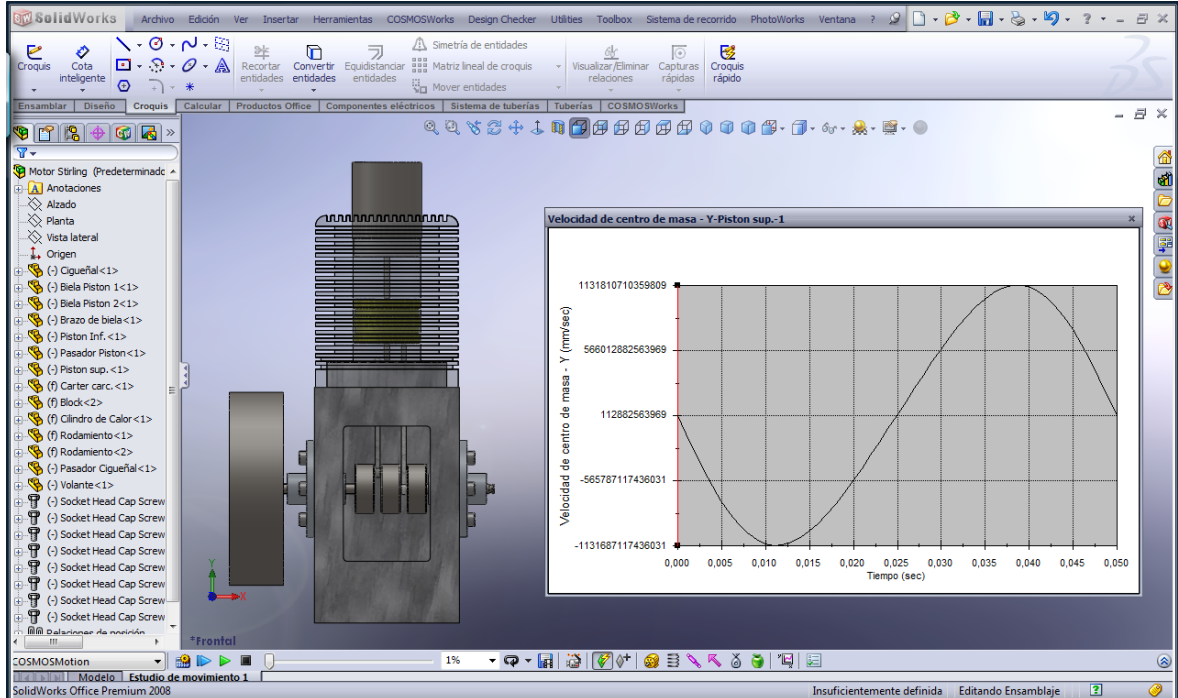 SolidWorks Archivo Edición Ver Insertar Herramientas COSMOSWorks Design Checker Utilities Toolbox Sistema de recorrido PhotoWorks Ventana ?
Croquis
Cota inteligente
Recortar entidades
Convertir entidades
Equidistanciar entidades
Simetría de entidades
Matriz lineal de croquis
Mover entidades
Visualizar/Eliminar relaciones
Capturas rápidas
Croquis rápido
Ensamblar Diseño Croquis Calcular Productos Office Componentes eléctricos Sistema de tuberías Tuberías COSMOSWorks
Motor Stirling (Predeterminadc
Anotaciones
Alzado
Planta
Vista lateral
Origen
(-) Cigueñal<1>
(-) Biela Piston 1<1>
(-) Biela Piston 2<1>
(-) Brazo de biela<1>
(-) Piston Inf.<1>
(-) Pasador Piston<1>
(-) Piston sup.<1>
(f) Carter carc.<1>
(f) Block<2>
(f) Cilindro de Calor<1>
(f) Rodamiento<1>
(f) Rodamiento<2>
(-) Pasador Cigueñal<1>
(-) Volante<1>
(-) Socket Head Cap Screw
(-) Socket Head Cap Screw
(-) Socket Head Cap Screw
(-) Socket Head Cap Screw
(-) Socket Head Cap Screw
(-) Socket Head Cap Screw
(-) Socket Head Cap Screw
(-) Socket Head Cap Screw
Relaciones de posición
Y
X
*Frontal
Velocidad de centro de masa - Y-Piston sup.-1
Velocidad de centro de masa - Y (mm/sec)
1131810710359809
566012882563969
112882563969
-565787117436031
-1131687117436031
0,000 0,005 0,010 0,015 0,020 0,025 0,030 0,035 0,040 0,045 0,050
Tiempo (sec)
COSMOSMotion
1%
Modelo Estudio de movimiento 1
SolidWorks Office Premium 2008 Insuficientemente definida Editando Ensamblaje